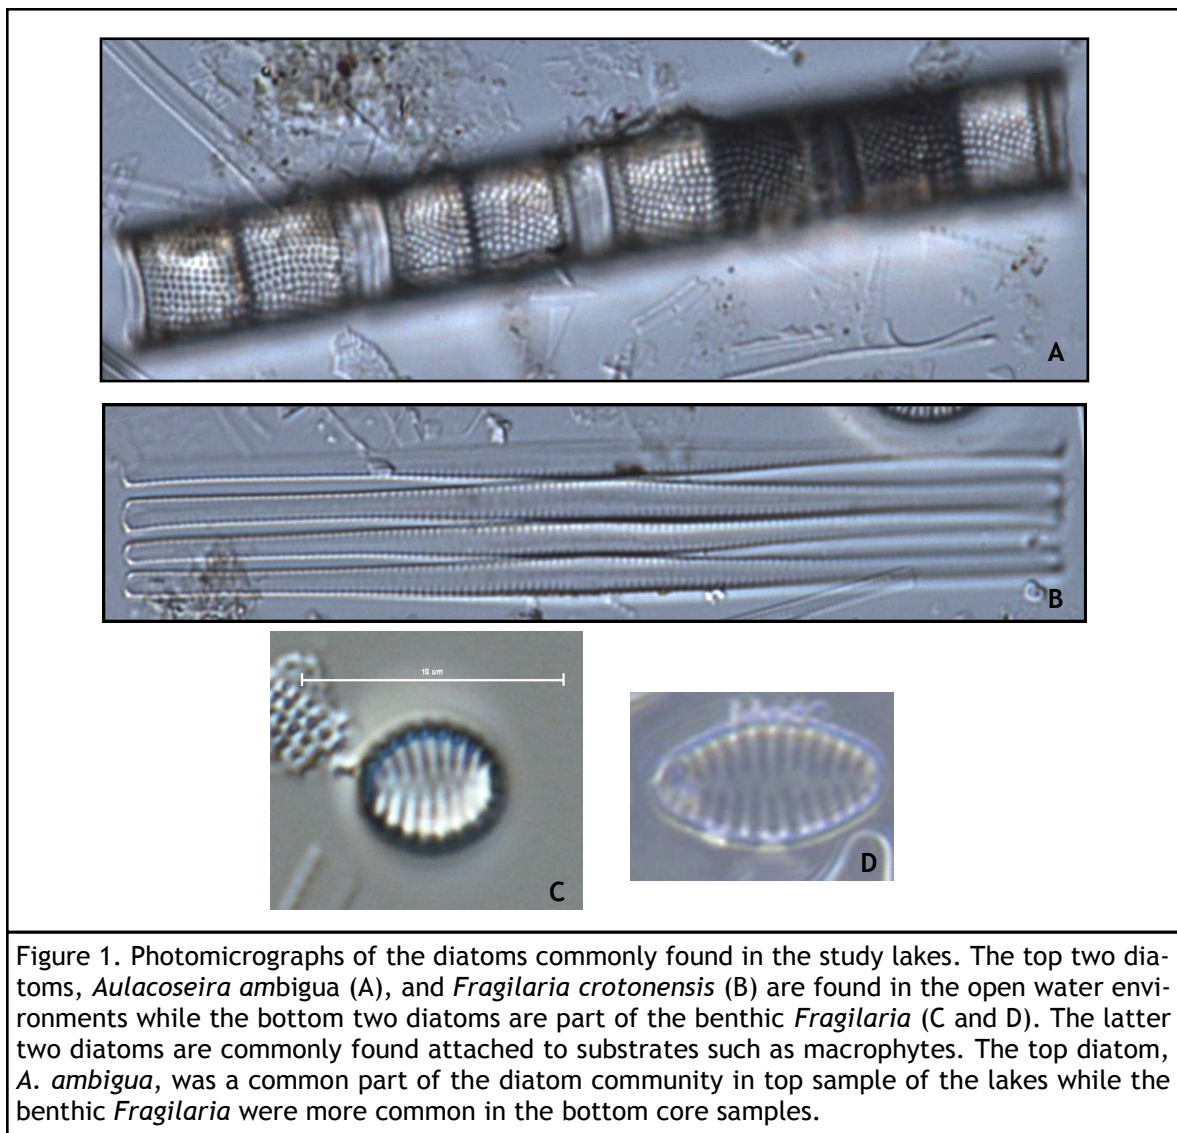 A
B
10 um
C
D
Figure 1. Photomicrographs of the diatoms commonly found in the study lakes. The top two dia-
toms, Aulacoseira ambigua (A), and Fragilaria crotonensis (B) are found in the open water envi-
ronments while the bottom two diatoms are part of the benthic Fragilaria (C and D). The latter
two diatoms are commonly found attached to substrates such as macrophytes. The top diatom,
A. ambigua, was a common part of the diatom community in top sample of the lakes while the
benthic Fragilaria were more common in the bottom core samples.